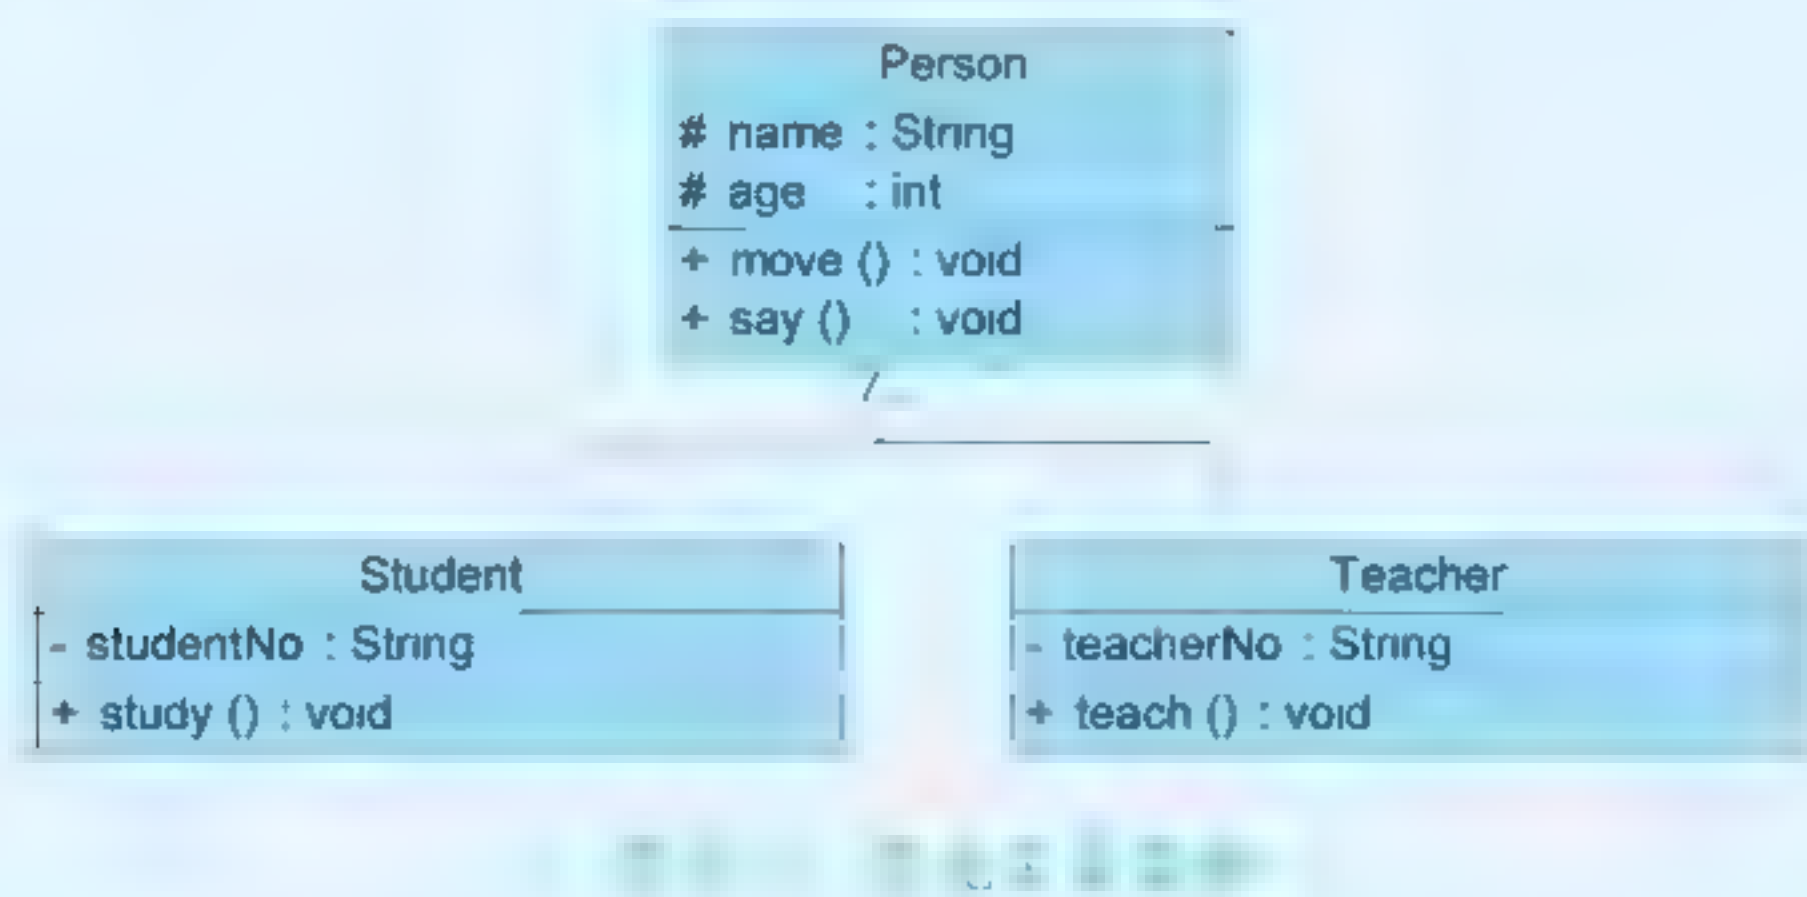 Person
# name : String
# age : int
+ move () : void
+ say () : void
Student
- studentNo : String
+ study () : void
Teacher
- teacherNo : String
+ teach () : void